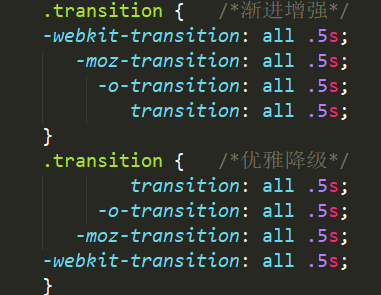 .transition {   /*渐进增强*/
-webkit-transition: all .5s;
-moz-transition: all .5s;
-o-transition: all .5s;
transition: all .5s;
}
.transition {   /*优雅降级*/
transition: all .5s;
-o-transition: all .5s;
-moz-transition: all .5s;
-webkit-transition: all .5s;
}